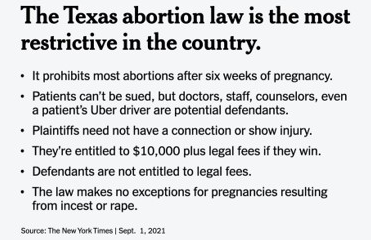 The Texas abortion law is the most
restrictive in the country.
• It prohibits most abortions after six weeks of pregnancy.
• Patients can't be sued, but doctors, staff, counselors, even
a patient's Uber driver are potential defendants.
• Plaintiffs need not have a connection or show injury.
• They're entitled to $10,000 plus legal fees if they win.
• Defendants are not entitled to legal fees.
• The law makes no exceptions for pregnancies resulting
from incest or rape.
Source: The New York Times | Sept. 1, 2021